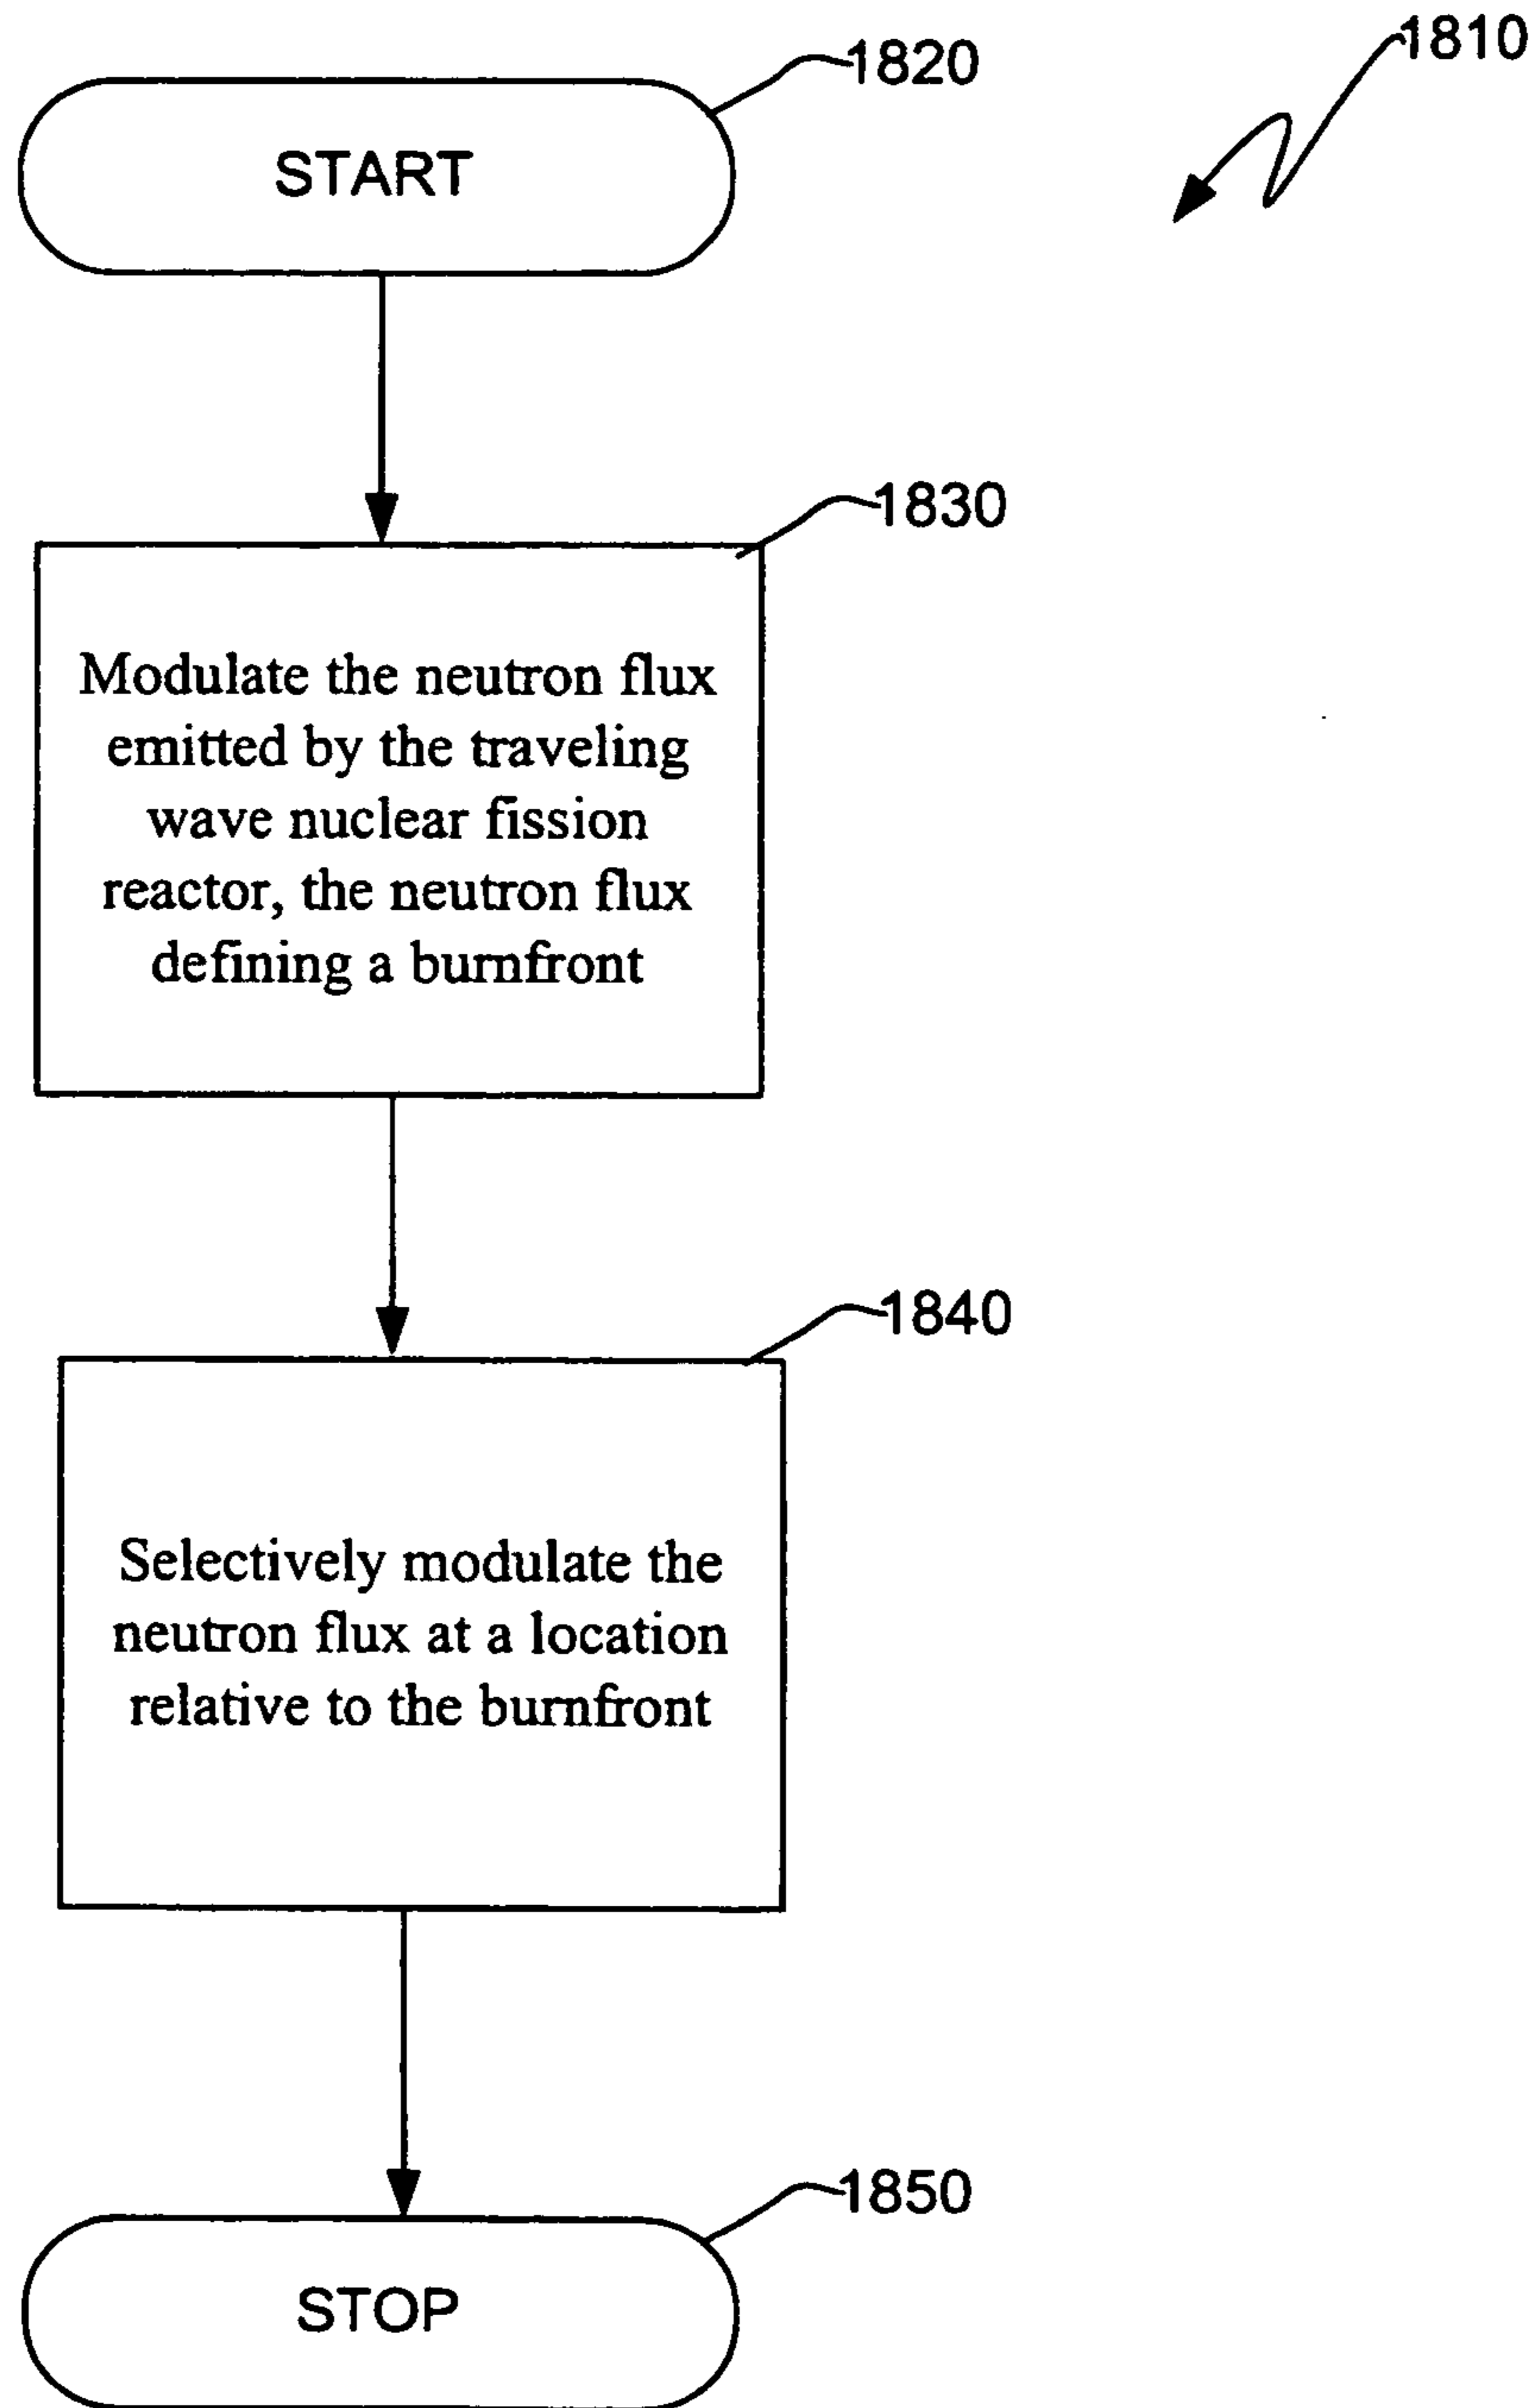 1810
1820
START
1830
Modulate the neutron flux
emitted by the traveling
wave nuclear fission
reactor, the neutron flux
defining a burnfront
1840
Selectively modulate the
neutron flux at a location
relative to the burnfront
1850
STOP